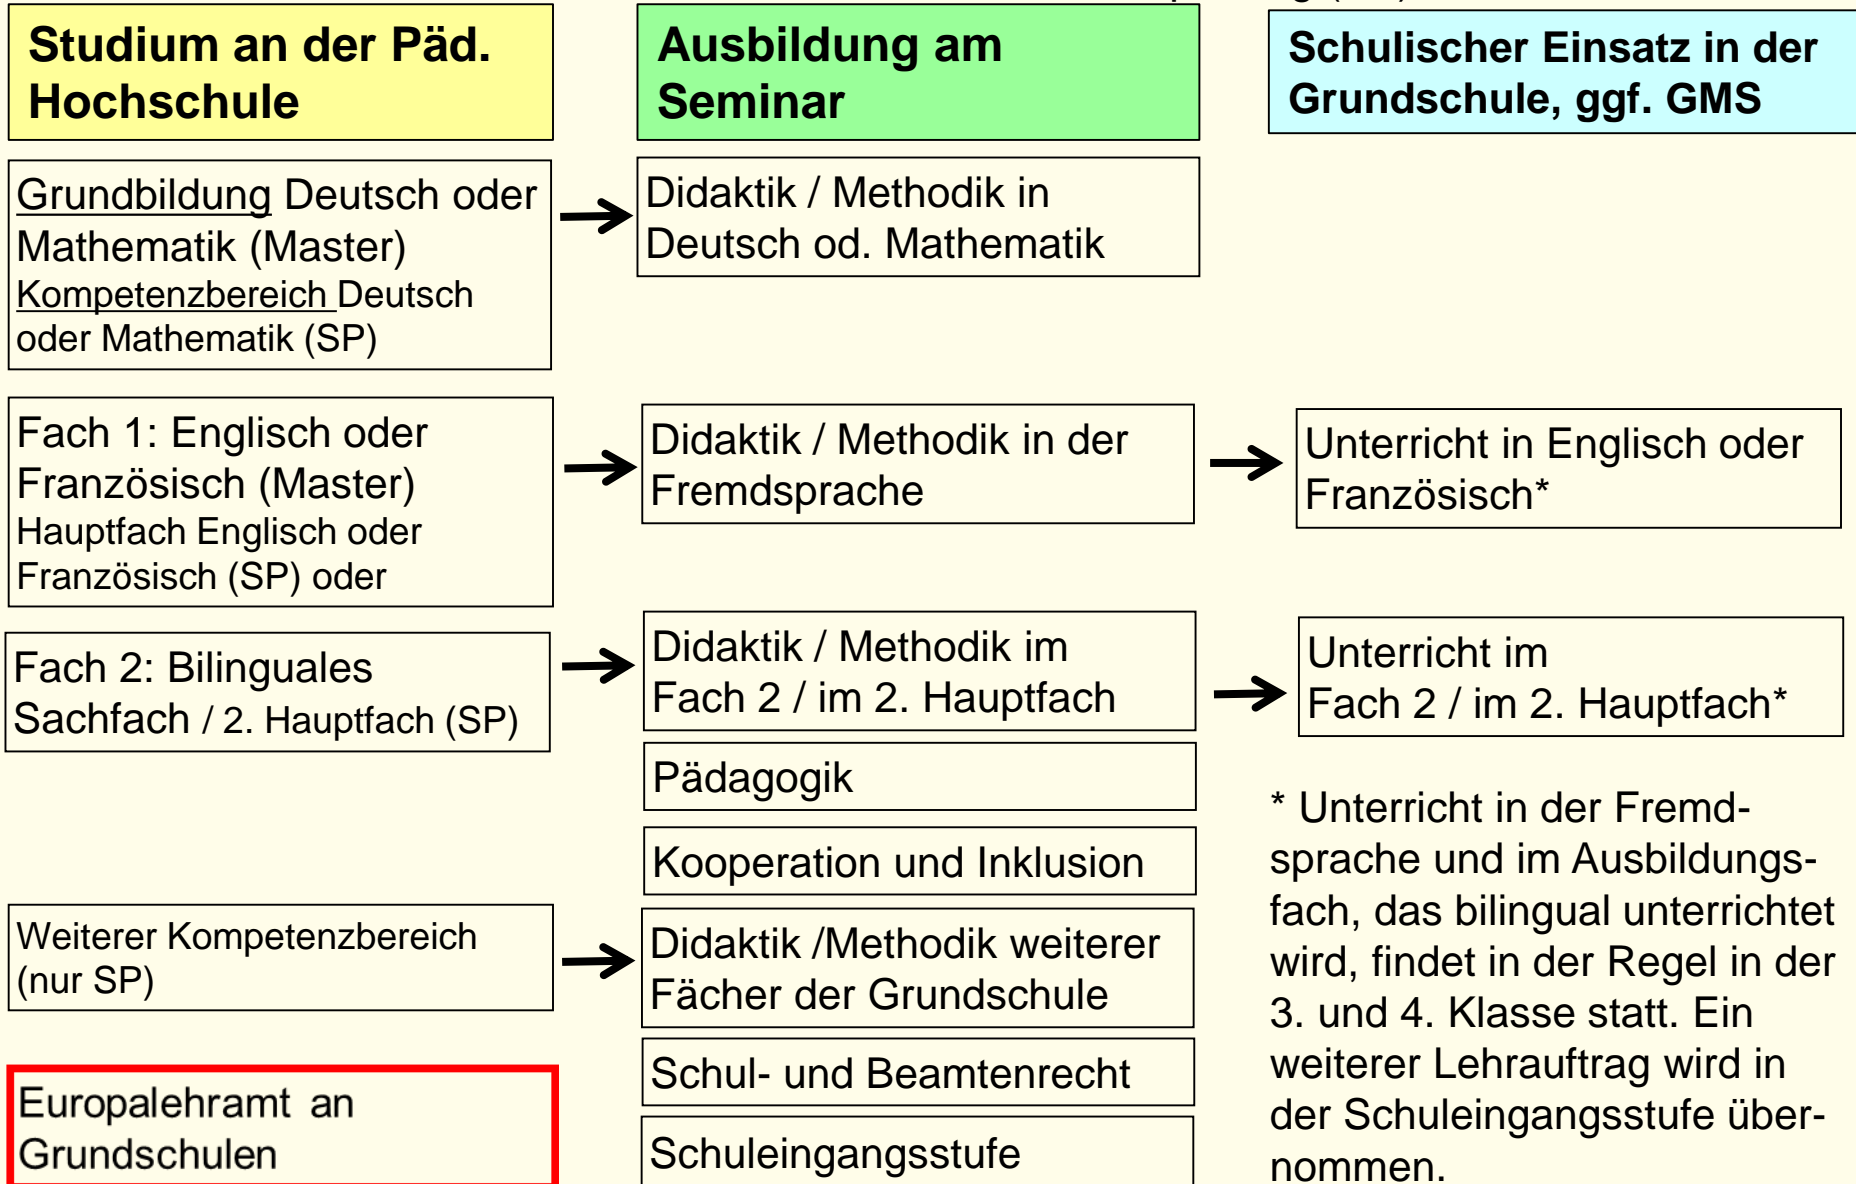 Studium an der Päd.
Hochschule
Ausbildung am
Seminar
Schulischer Einsatz in der
Grundschule, ggf. GMS
Grundbildung Deutsch oder
Mathematik (Master)
Kompetenzbereich Deutsch
oder Mathematik (SP)
Didaktik / Methodik in
Deutsch od. Mathematik
Fach 1: Englisch oder
Französisch (Master)
Hauptfach Englisch oder
Französisch (SP) oder
Didaktik / Methodik in der
Fremdsprache
Unterricht in Englisch oder
Französisch*
Fach 2: Bilinguales
Sachfach / 2. Hauptfach (SP)
Didaktik / Methodik im
Fach 2 / im 2. Hauptfach
Unterricht im
Fach 2 / im 2. Hauptfach*
Pädagogik
Kooperation und Inklusion
Weiterer Kompetenzbereich
(nur SP)
Didaktik /Methodik weiterer
Fächer der Grundschule
Schul- und Beamtenrecht
Schuleingangsstufe
Europalehramt an
Grundschulen
* Unterricht in der Fremd-
sprache und im Ausbildungs-
fach, das bilingual unterrichtet
wird, findet in der Regel in der
3. und 4. Klasse statt. Ein
weiterer Lehrauftrag wird in
der Schuleingangsstufe über-
nommen.